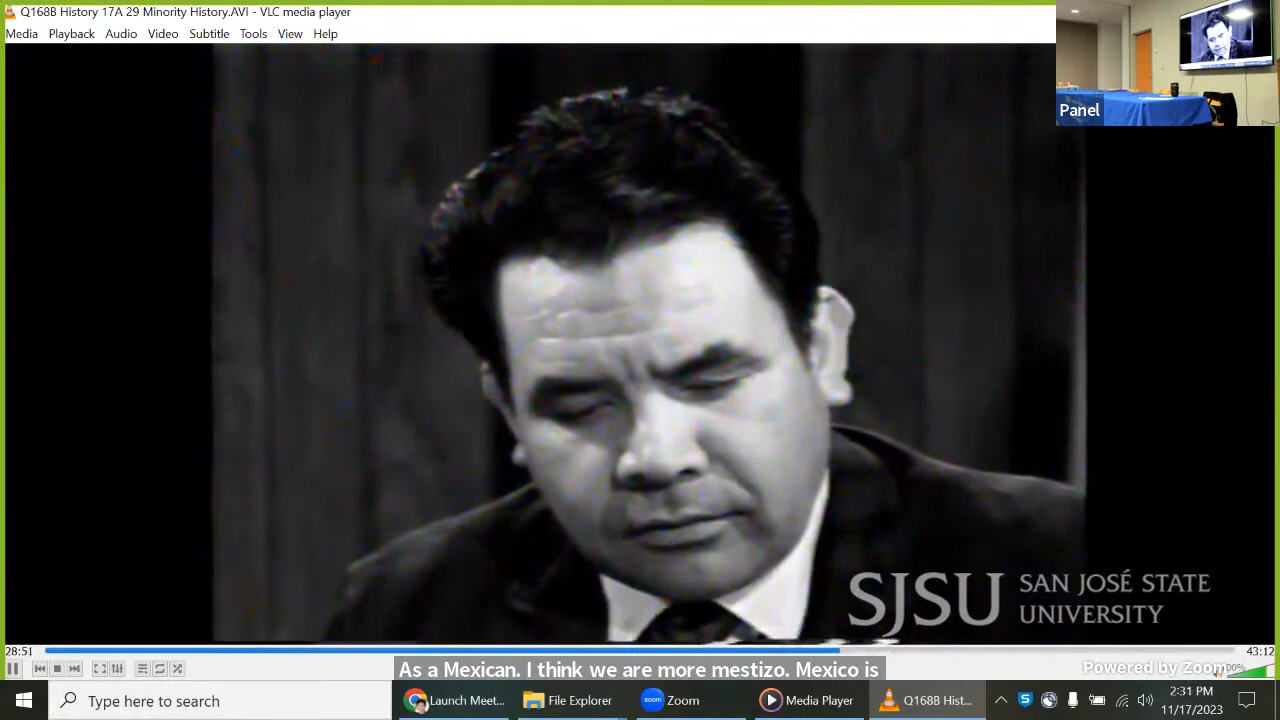 Q168B History 17A 29 Minority History.AVI - VLC media player
Media Playback Audio Video Subtitle Tools View Help
Panel
SJSU SAN JOSÉ STATE
UNIVERSITY
28:51
43:12
As a Mexican. I think we are more mestizo. Mexico is
Powered by Zoom
Type here to search
Launch Meet...
File Explorer
Zoom
Media Player
Q168B Hist...
2:31 PM
11/17/2023